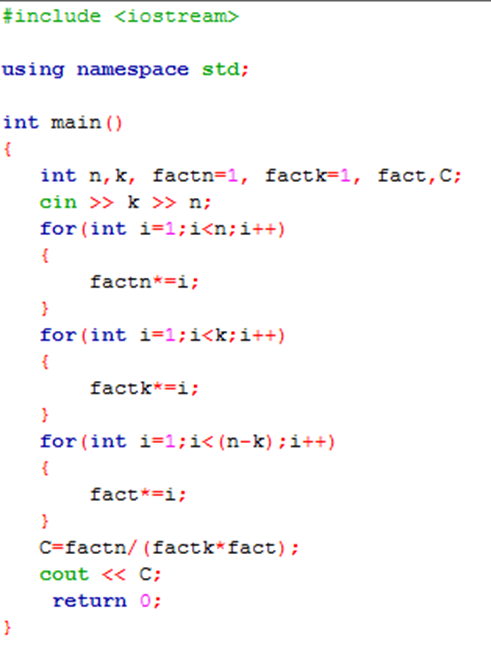 #include <iostream>
using namespace std;
int main()
{
int n,k, factn=1, factk=1, fact,C;
cin >> k >> n;
for(int i=1;i<n;i++)
{
factn*=i;
}
for(int i=1;i<k;i++)
{
factk*=i;
}
for(int i=1;i<(n-k);i++)
{
fact*=i;
}
C=factn/(factk*fact);
cout << C;
return 0;
}